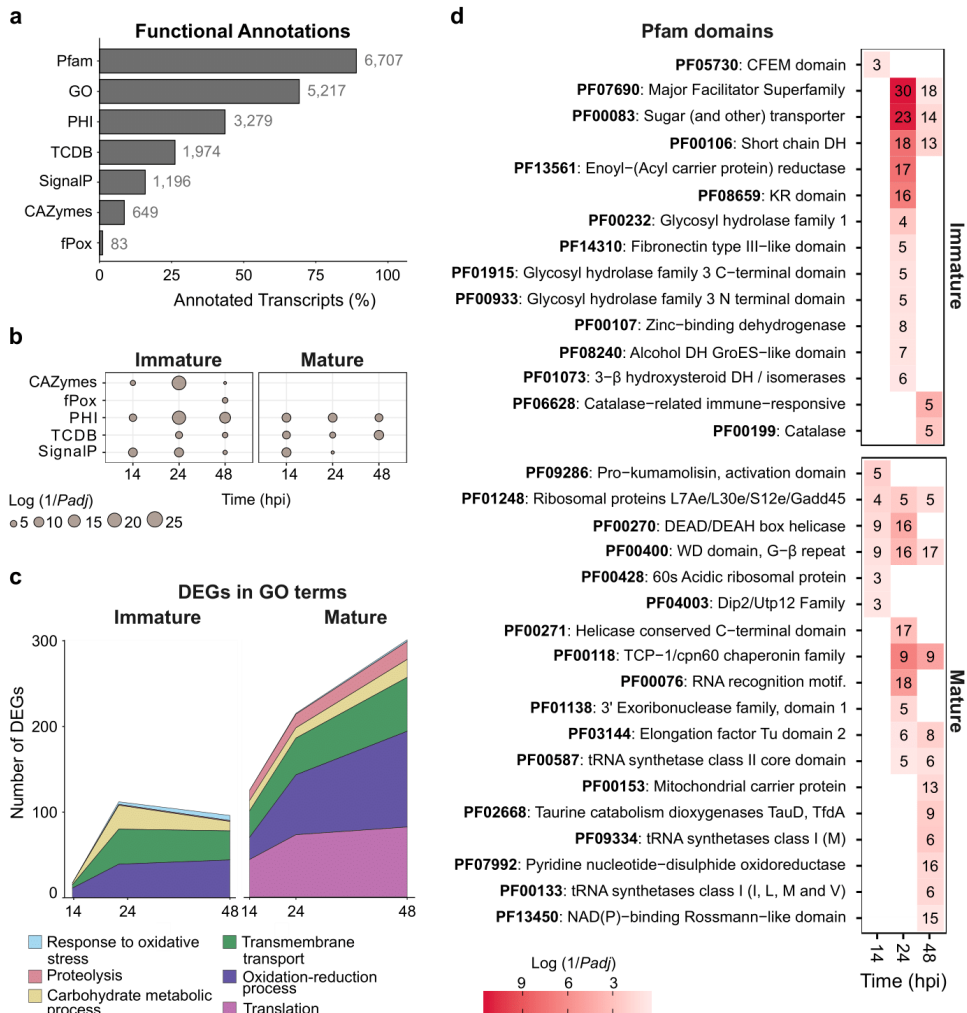 a
Functional Annotations
Pfam 6,707
GO 5,217
PHI 3,279
TCDB 1,974
SignalP 1,196
CAZymes 649
fPox 83
0 25 50 75 100
Annotated Transcripts (%)
b
Immature Mature
CAZymes
fPox
PHI
TCDB
SignalP
14 24 48 14 24 48
Time (hpi)
Log (1/Padj)
5 10 15 20 25
c
DEGs in GO terms
Immature Mature
Number of DEGs
300
200
100
0
14 24 48 14 24 48
Response to oxidative stress
Proteolysis
Carbohydrate metabolic process
Transmembrane transport
Oxidation-reduction process
Translation
d
Pfam domains
PF05730: CFEM domain 3
PF07690: Major Facilitator Superfamily 30 18
PF00083: Sugar (and other) transporter 23 14
PF00106: Short chain DH 18 13
PF13561: Enoyl−(Acyl carrier protein) reductase 17
PF08659: KR domain 16
PF00232: Glycosyl hydrolase family 1 4
PF14310: Fibronectin type III−like domain 5
PF01915: Glycosyl hydrolase family 3 C−terminal domain 5
PF00933: Glycosyl hydrolase family 3 N terminal domain 5
PF00107: Zinc−binding dehydrogenase 8
PF08240: Alcohol DH GroES−like domain 7
PF01073: 3−β hydroxysteroid DH / isomerases 6
PF06628: Catalase−related immune−responsive 5
PF00199: Catalase 5
Immature
PF09286: Pro−kumamolisin, activation domain 5
PF01248: Ribosomal proteins L7Ae/L30e/S12e/Gadd45 4 5 5
PF00270: DEAD/DEAH box helicase 9 16
PF00400: WD domain, G−β repeat 9 16 17
PF00428: 60s Acidic ribosomal protein 3
PF04003: Dip2/Utp12 Family 3
PF00271: Helicase conserved C−terminal domain 17
PF00118: TCP−1/cpn60 chaperonin family 9 9
PF00076: RNA recognition motif. 18
PF01138: 3' Exoribonuclease family, domain 1 5
PF03144: Elongation factor Tu domain 2 6 8
PF00587: tRNA synthetase class II core domain 5 6
PF00153: Mitochondrial carrier protein 13
PF02668: Taurine catabolism dioxygenases TauD, TfdA 9
PF09334: tRNA synthetases class I (M) 6
PF07992: Pyridine nucleotide−disulphide oxidoreductase 16
PF00133: tRNA synthetases class I (I, L, M and V) 6
PF13450: NAD(P)−binding Rossmann−like domain 15
Mature
14 24 48
Time (hpi)
Log (1/Padj)
9 6 3